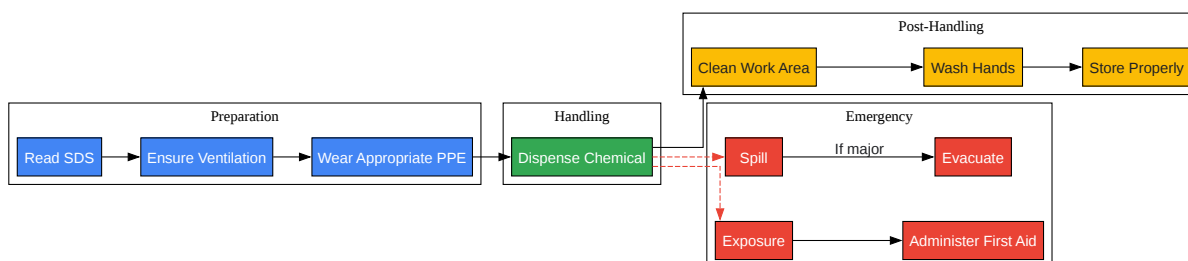 Post-Handling
Clean Work Area
Wash Hands
Store Properly
Preparation
Read SDS
Ensure Ventilation
Wear Appropriate PPE
Handling
Dispense Chemical
Emergency
Spill
If major
Evacuate
Exposure
Administer First Aid